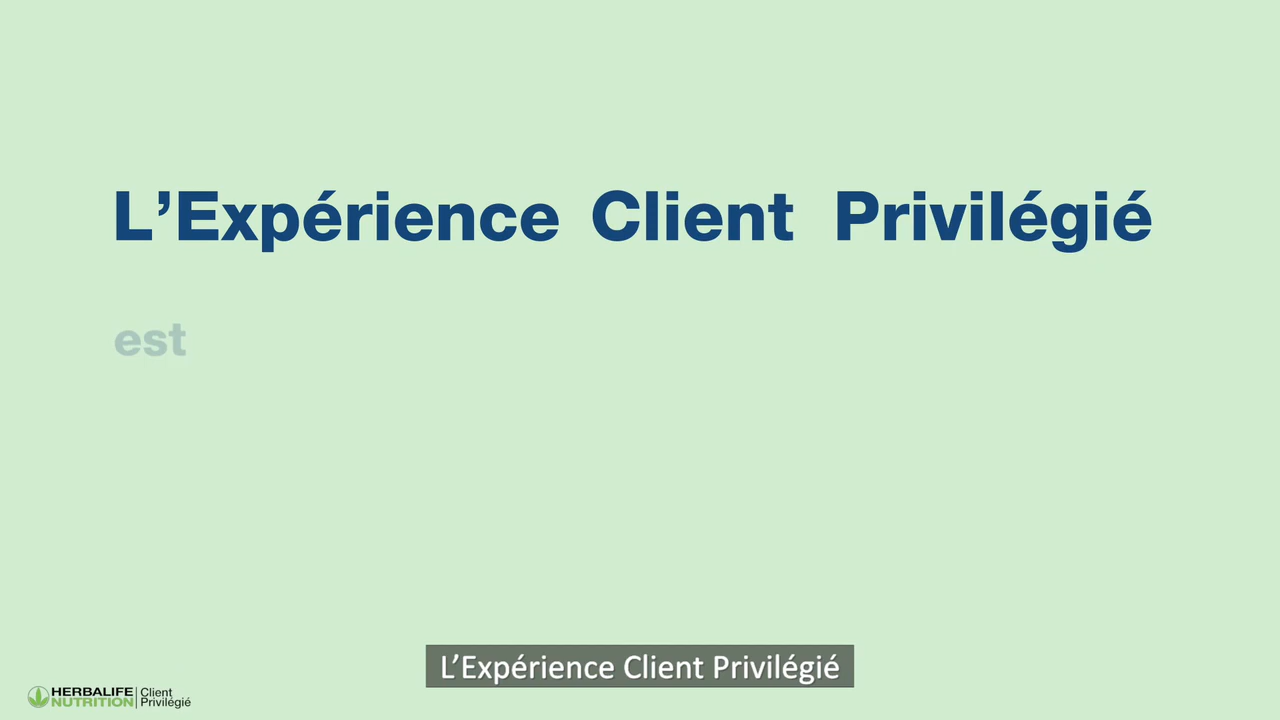 L’Expérience Client Privilégié
est
L’Expérience Client Privilégié
HERBALIFE NUTRITION
Client Privilégié